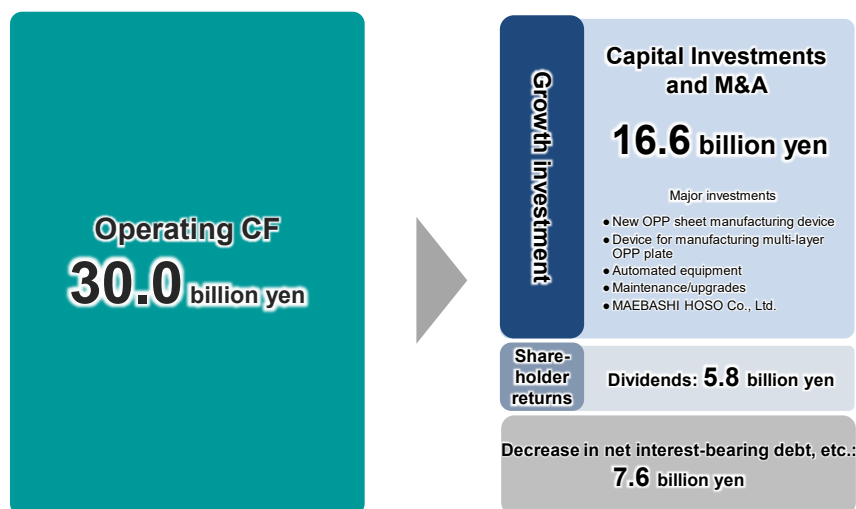 Operating CF
30.0 billion yen
Growth investment
Capital Investments
and M&A
16.6 billion yen
Major investments
● New OPP sheet manufacturing device
● Device for manufacturing multi-layer
OPP plate
● Automated equipment
● Maintenance/upgrades
● MAEBASHI HOSO Co., Ltd.
Share-
holder
returns
Dividends: 5.8 billion yen
Decrease in net interest-bearing debt, etc.:
7.6 billion yen